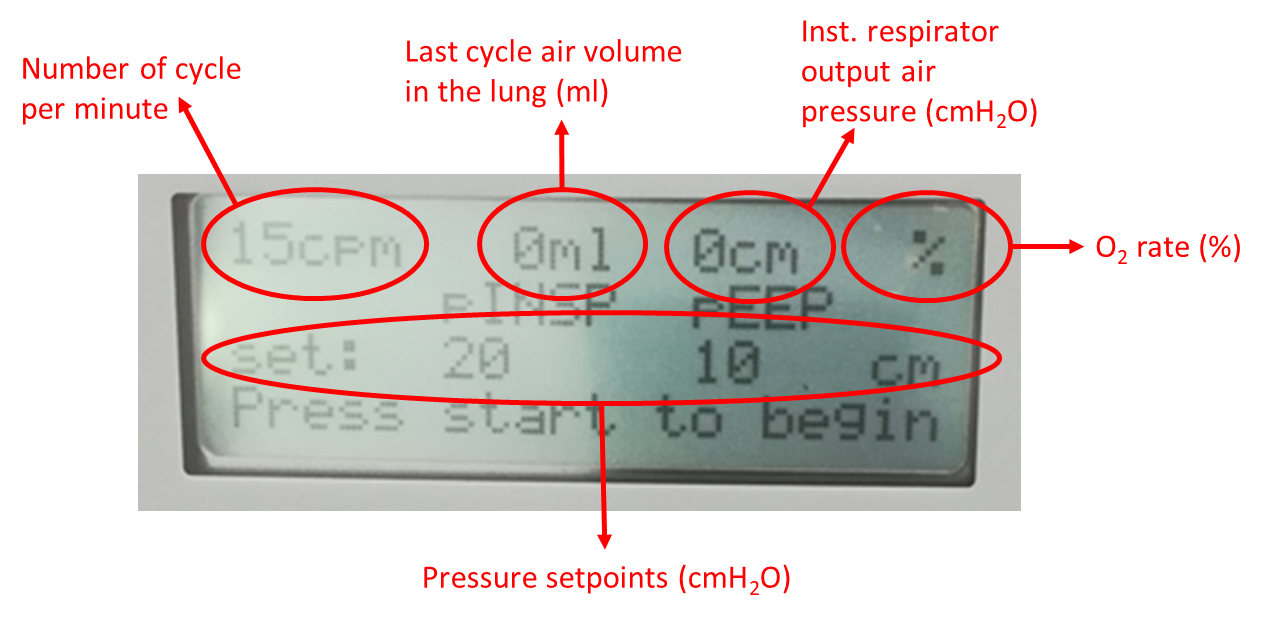 Number of cycle
per minute
Last cycle air volume
in the lung (ml)
Inst. respirator
output air
pressure (cmH₂O)
15cpm 0ml 0cm %
pINSP pEEP
set: 20 10 cm
Press start to begin
O₂ rate (%)
Pressure setpoints (cmH₂O)